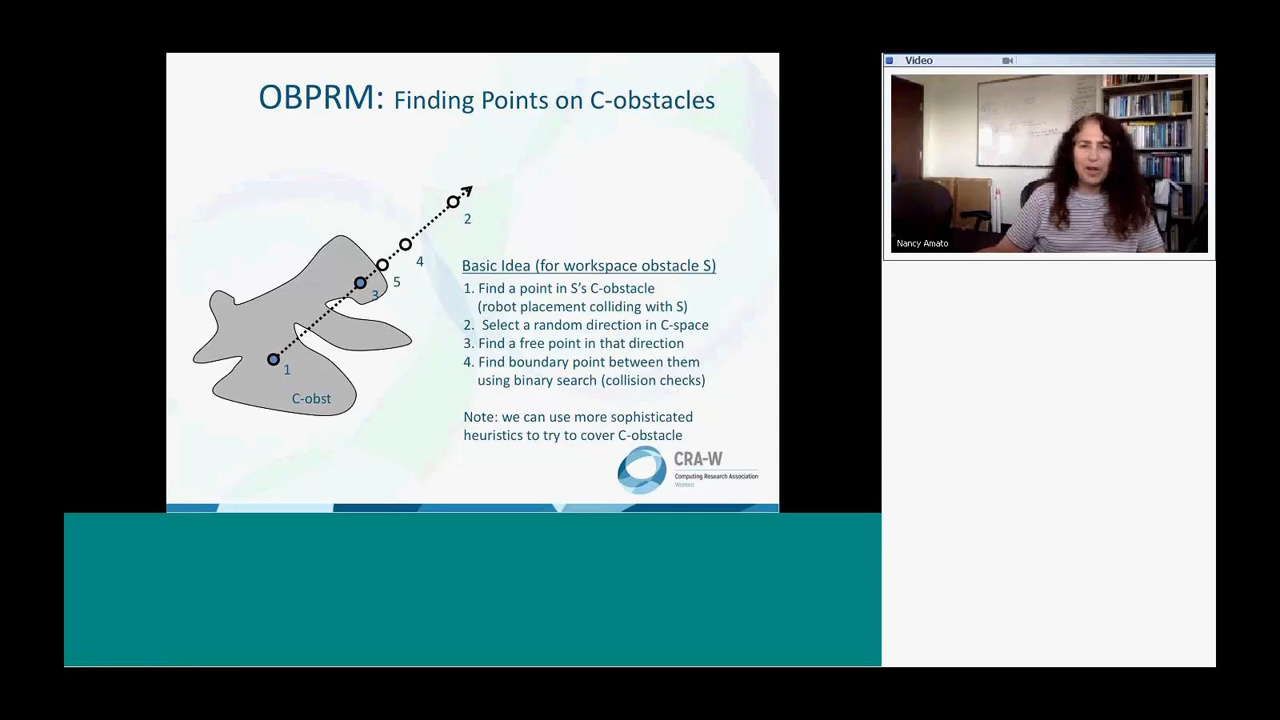 OBPRM: Finding Points on C-obstacles
2
4
5
3
1
C-obst
Basic Idea (for workspace obstacle S)
1. Find a point in S's C-obstacle
(robot placement colliding with S)
2. Select a random direction in C-space
3. Find a free point in that direction
4. Find boundary point between them
using binary search (collision checks)
Note: we can use more sophisticated
heuristics to try to cover C-obstacle
CRA-W
Computing Research Association
Women
Video
Nancy Amato